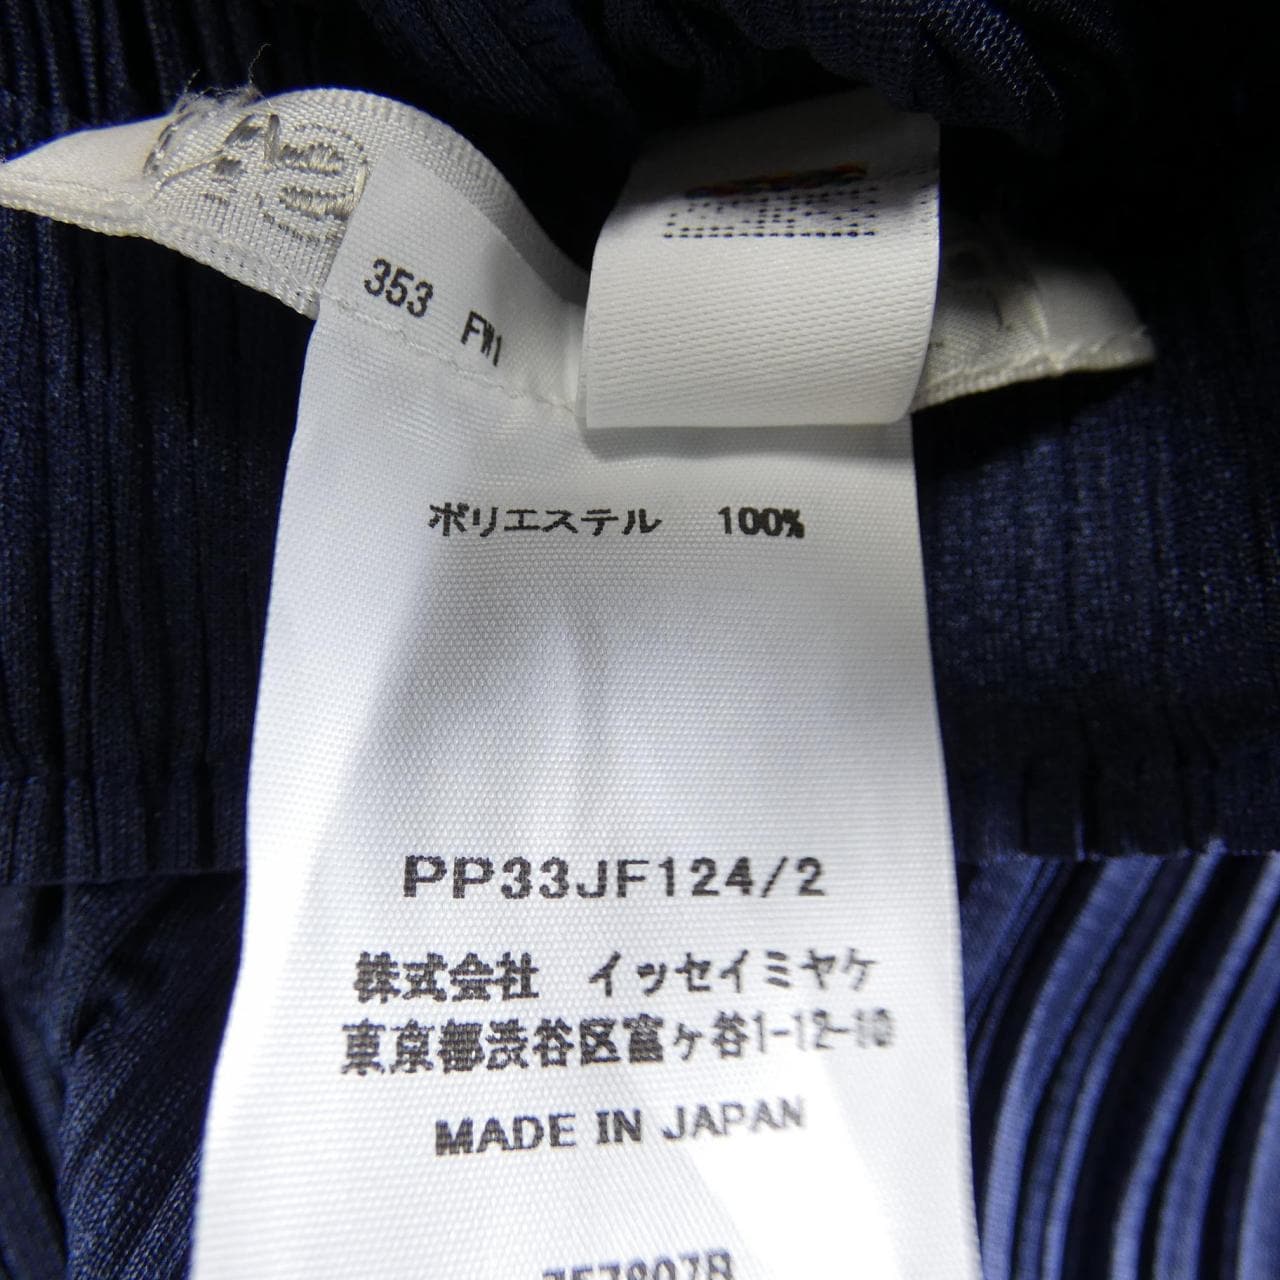 353 FW1
ポリエステル 100%
PP33JF124/2
株式会社 イッセイミヤケ
東京都渋谷区富ヶ谷1-12-10
MADE IN JAPAN